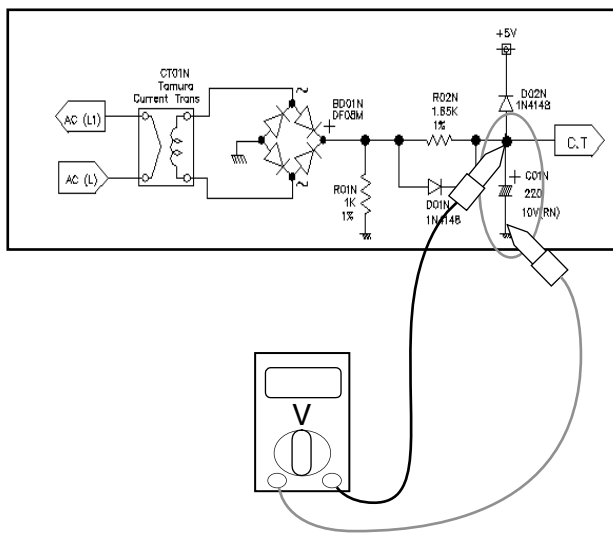 +5V
CT01N
Tamura
Current Trans
D02N
1N4148
BD01N
DF08M
R02N
1.85K
1%
AC (L1)
C.T
AC (L)
R01N
1K
1%
D01N
1N4148
C01N
220
10V(RN)
V